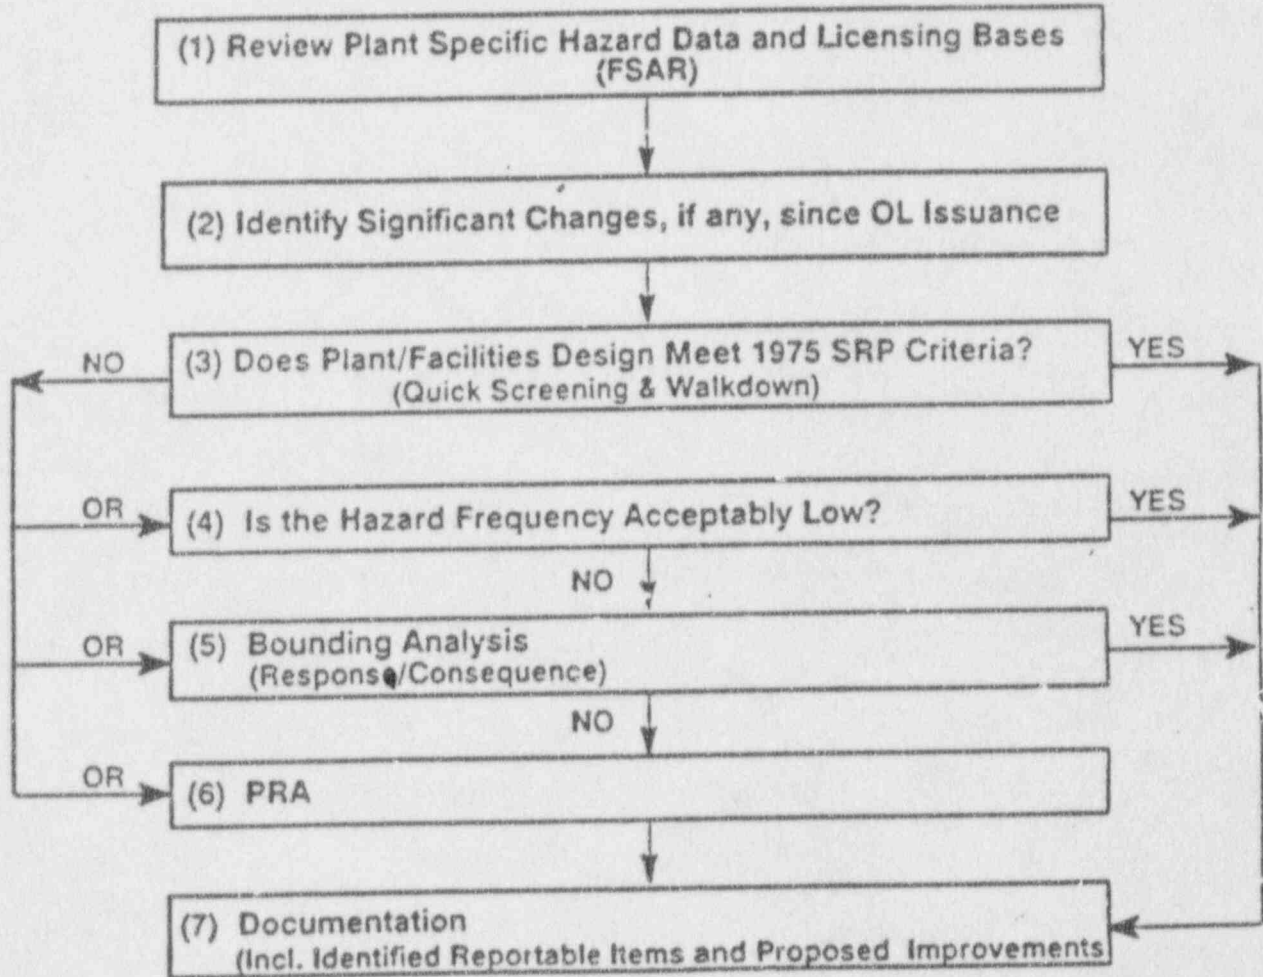 (1) Review Plant Specific Hazard Data and Licensing Bases
(FSAR)
(2) Identify Significant Changes, if any, since OL Issuance
NO
(3) Does Plant/Facilities Design Meet 1975 SRP Criteria?
YES
(Quick Screening & Walkdown)
OR
(4) Is the Hazard Frequency Acceptably Low?
YES
NO
OR
(5) Bounding Analysis
YES
(Response/Consequence)
NO
OR
(6) PRA
(7) Documentation
(Incl. Identified Reportable Items and Proposed Improvements